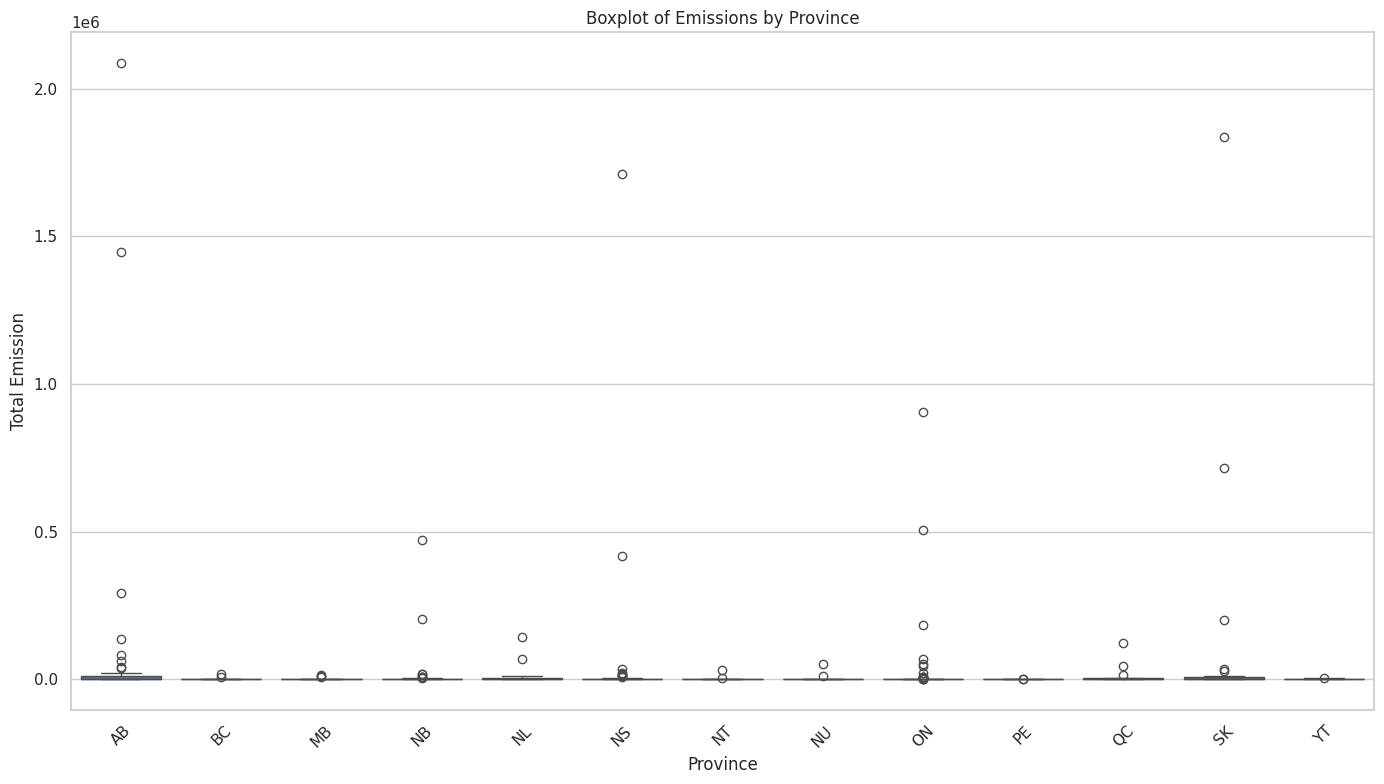 Boxplot of Emissions by Province
1e6
2.0
1.5
1.0
0.5
0.0
Total Emission
AB BC MB NB NL NS NT NU ON PE QC SK YT
Province